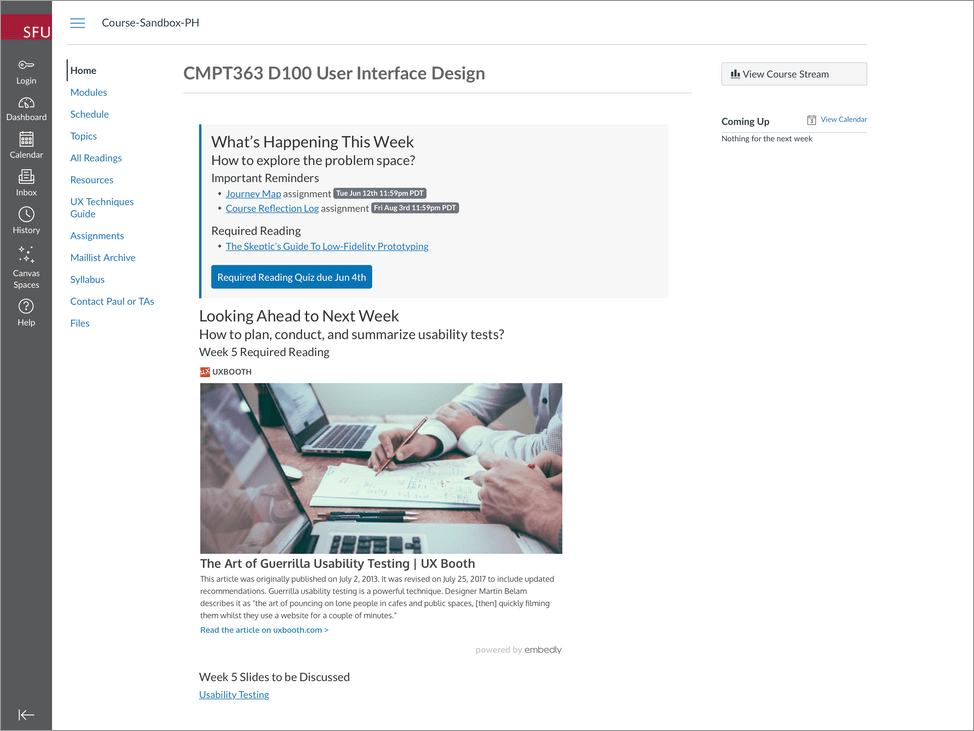 SFU
Login
Dashboard
Calendar
Inbox
History
Canvas
Spaces
Help
Course-Sandbox-PH
Home
Modules
Schedule
Topics
All Readings
Resources
UX Techniques
Guide
Assignments
Maillist Archive
Syllabus
Contact Paul or TAs
Files
CMPT363 D100 User Interface Design
What's Happening This Week
How to explore the problem space?
Important Reminders
• Journey Map assignment Tue Jun 12th 11:59pm PDT
• Course Reflection Log assignment Fri Aug 3rd 11:59pm PDT
Required Reading
• The Skeptic's Guide To Low-Fidelity Prototyping
Required Reading Quiz due Jun 4th
Looking Ahead to Next Week
How to plan, conduct, and summarize usability tests?
Week 5 Required Reading
UX UXBOOTH
The Art of Guerrilla Usability Testing | UX Booth
This article was originally published on July 2, 2013. It was revised on July 25, 2017 to include updated
recommendations. Guerrilla usability testing is a powerful technique. Designer Martin Belam
describes it as "the art of pouncing on lone people in cafes and public spaces, [then] quickly filming
them whilst they use a website for a couple of minutes."
Read the article on uxbooth.com >
powered by embedly
Week 5 Slides to be Discussed
Usability Testing
View Course Stream
Coming Up
View Calendar
Nothing for the next week